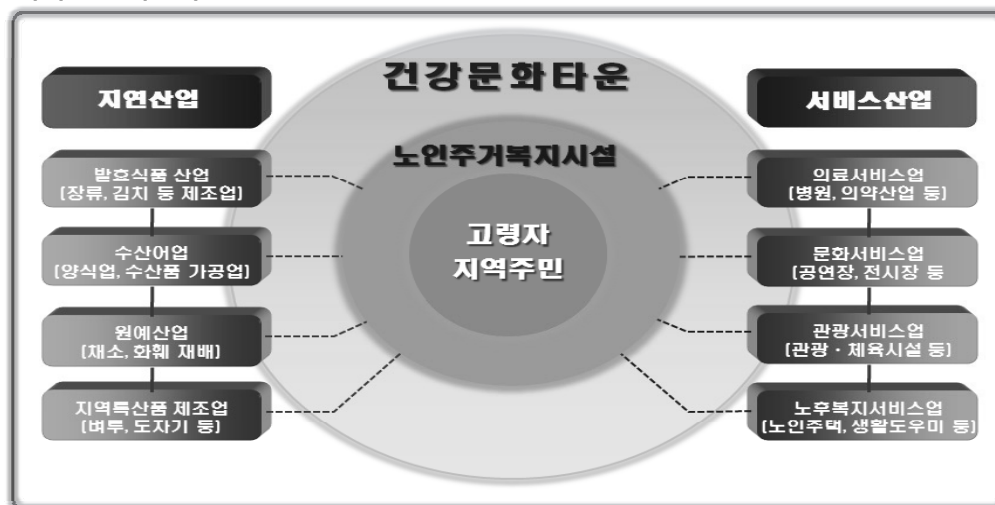 건강문화타운
지연산업
서비스산업
노인주거복지시설
고령자
지역주민
발효식품 산업
(장류, 김치 등 제조업)
수산어업
(양식업, 수산품 가공업)
원예산업
(채소, 화훼 재배)
지역특산품 제조업
(벼투, 도자기 등)
의료서비스업
(병원, 의약산업 등)
문화서비스업
(공연장, 전시장 등
관광서비스업
(관광 · 체육시설 등)
노후복지서비스업
(노인주택, 생활도우미 등)